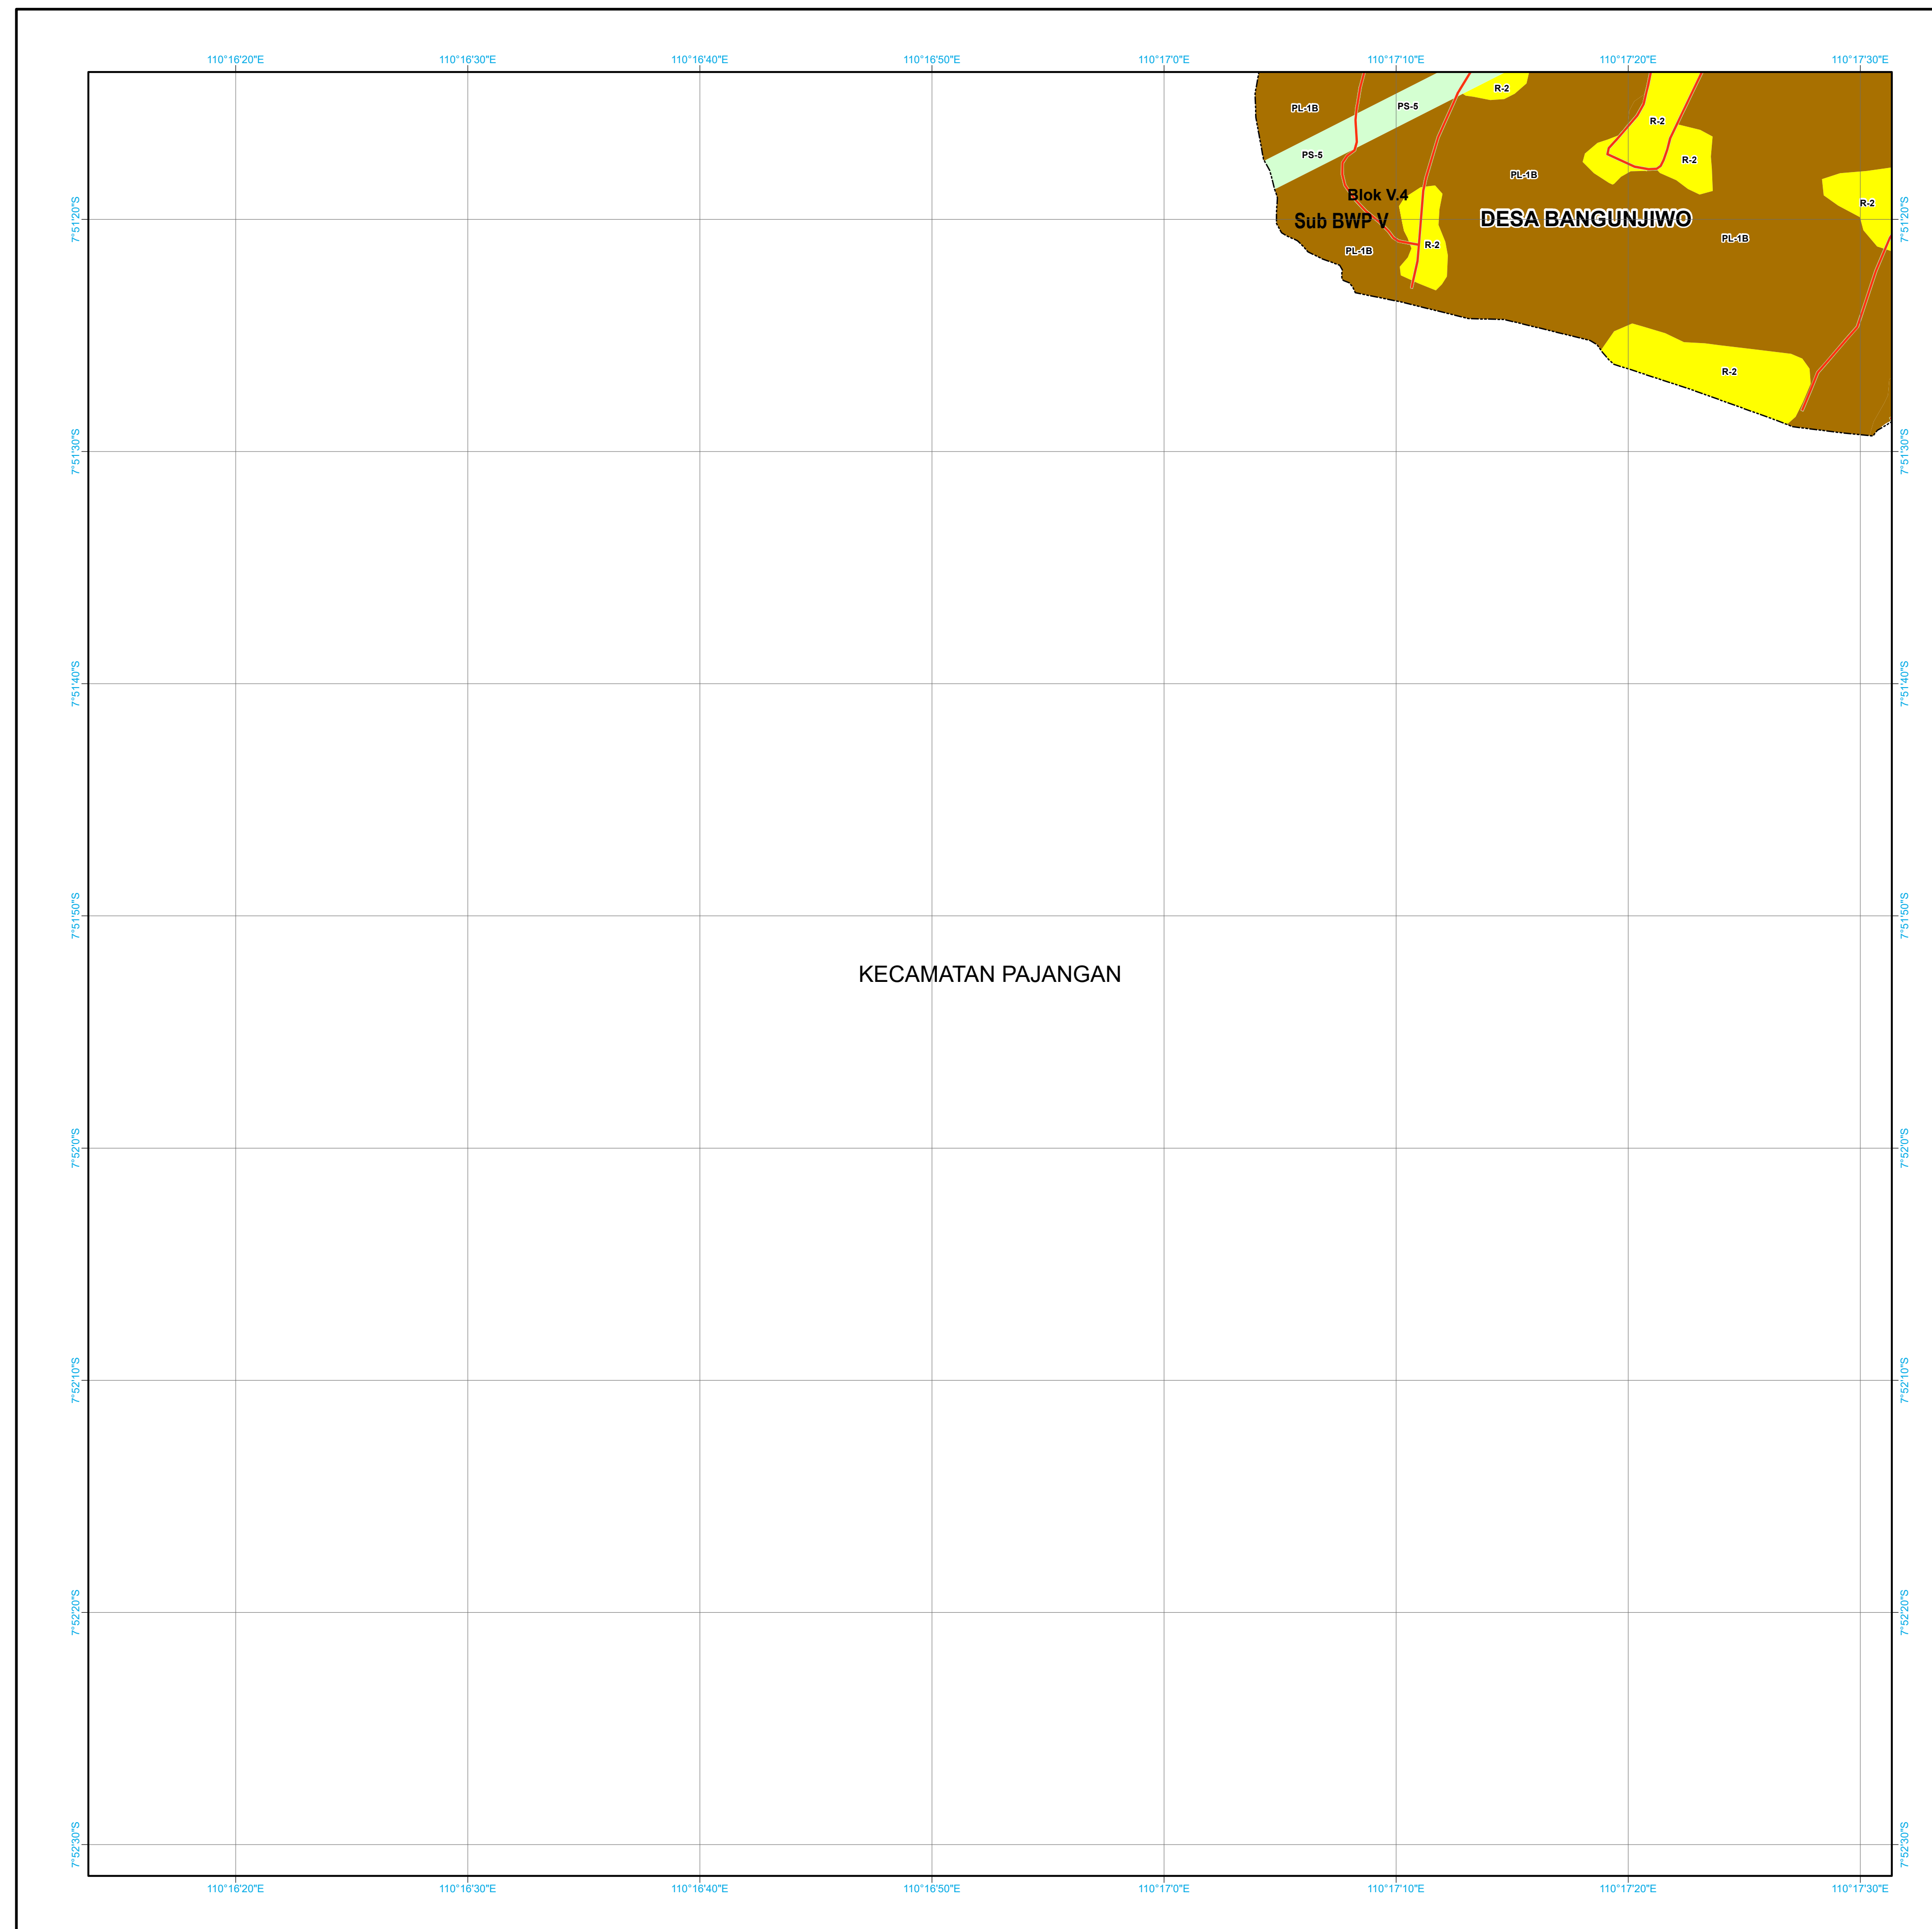 110°16'20"E 110°16'30"E 110°16'40"E 110°16'50"E 110°17'0"E 110°17'10"E 110°17'20"E 110°17'30"E
R-2
PS-5
PL-1B
R-2
PS-5
R-2
PL-1B
Blok V.4
R-2
7°51'20"S
Sub BWP V
DESA BANGUNJIWO
7°51'20"S
PL-1B
R-2
PL-1B
R-2
7°51'30"S
7°51'30"S
7°51'40"S
7°51'40"S
7°51'50"S
7°51'50"S
KECAMATAN PAJANGAN
7°52'0"S
7°52'0"S
7°52'10"S
7°52'10"S
7°52'20"S
7°52'20"S
7°52'30"S
7°52'30"S
110°16'20"E 110°16'30"E 110°16'40"E 110°16'50"E 110°17'0"E 110°17'10"E 110°17'20"E 110°17'30"E